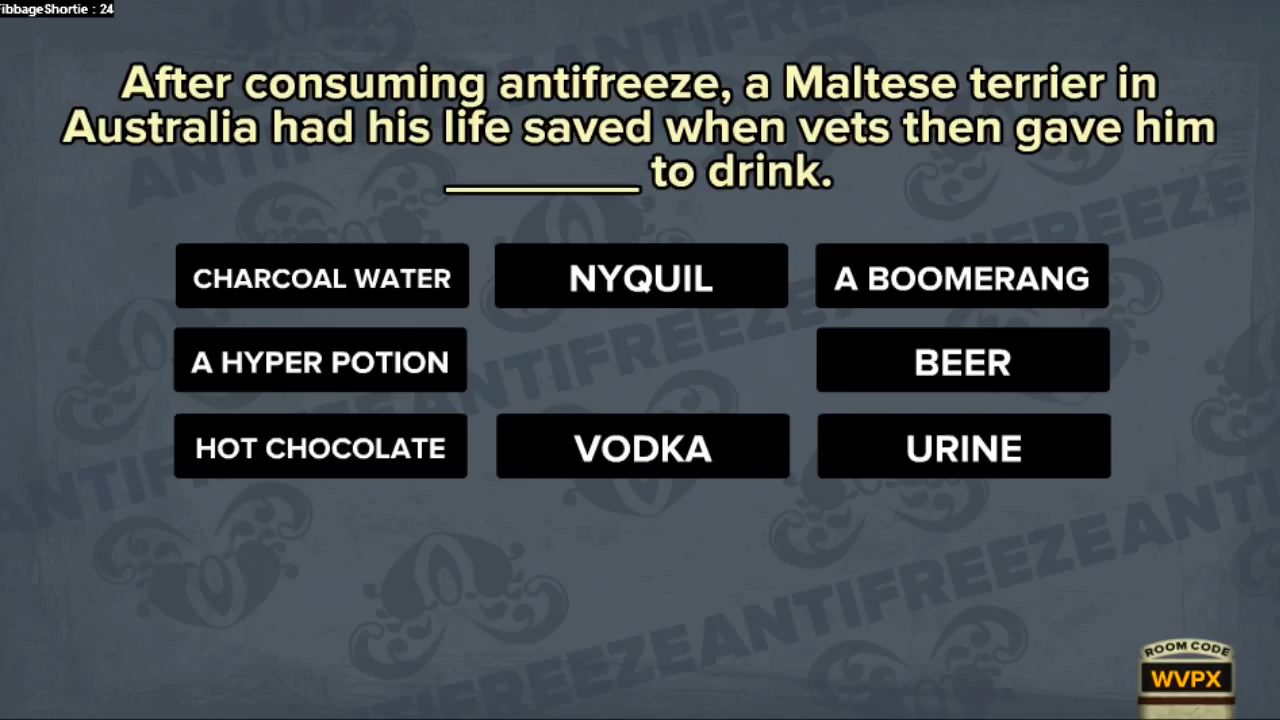 FibbageShortie : 24
After consuming antifreeze, a Maltese terrier in
Australia had his life saved when vets then gave him
________ to drink.
CHARCOAL WATER
NYQUIL
A BOOMERANG
A HYPER POTION
BEER
HOT CHOCOLATE
VODKA
URINE
ROOM CODE
WVPX